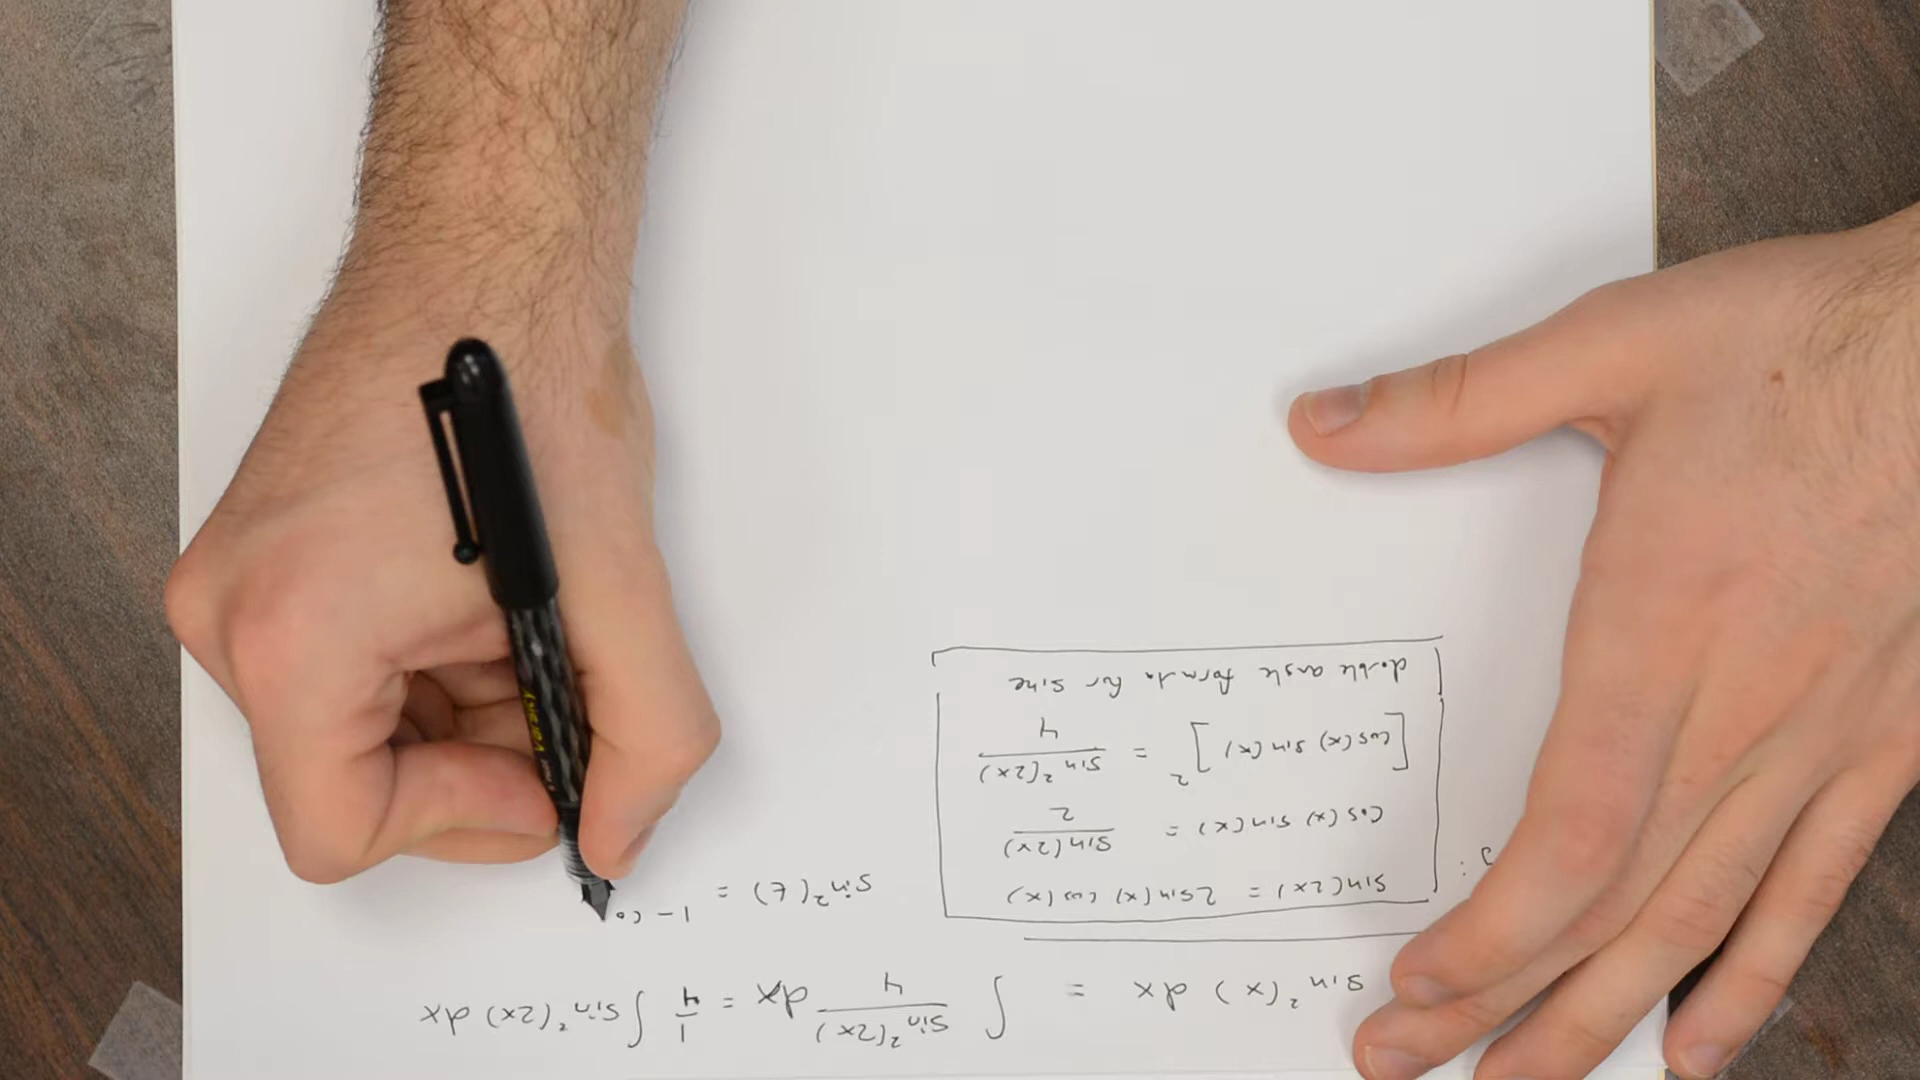 sin²(x) dx = ∫ sin²(2x)/4 dx = 1/4 ∫ sin²(2x) dx
sin(2x) = 2sin(x) cos(x)
cos(x) sin(x) = sin(2x)/2
[cos(x) sin(x)]² = sin²(2x)/4
double angle formula for sine
sin²(t) = 1 - co